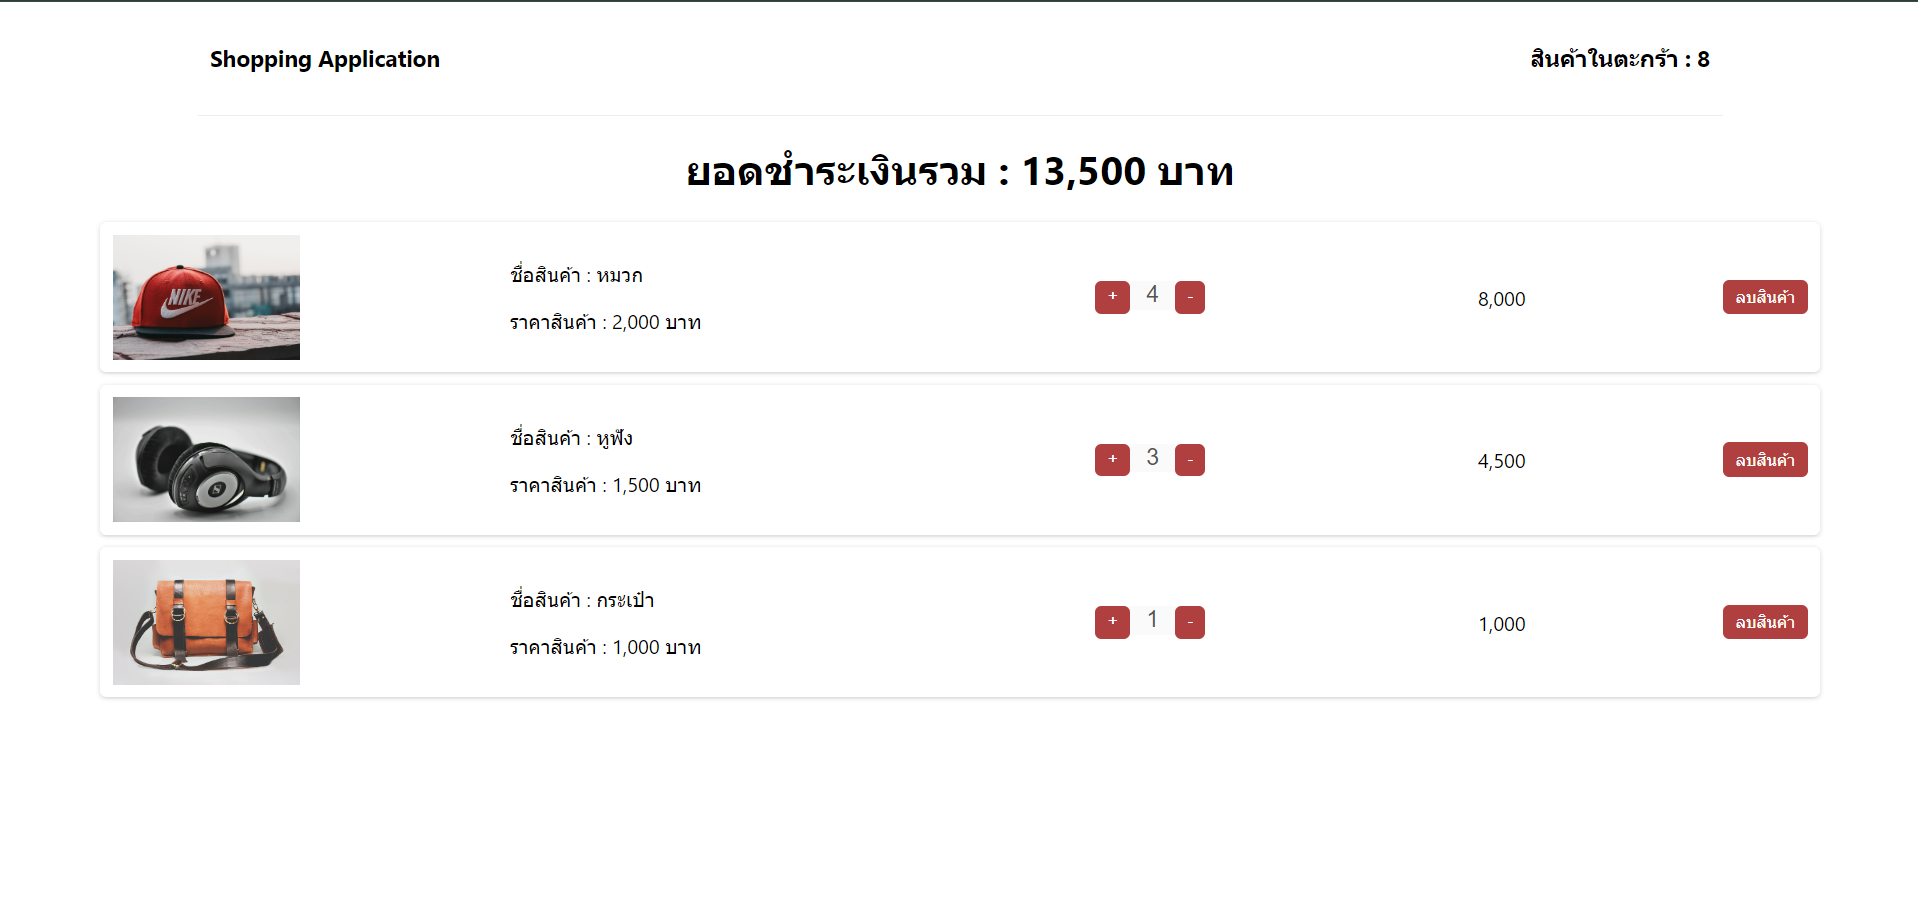 Shopping Application
สินค้าในตะกร้า : 8
ยอดชำระเงินรวม : 13,500 บาท
NIKE
ชื่อสินค้า : หมวก
ราคาสินค้า : 2,000 บาท
+ 4 -
8,000
ลบสินค้า
ชื่อสินค้า : หูฟัง
ราคาสินค้า : 1,500 บาท
+ 3 -
4,500
ลบสินค้า
ชื่อสินค้า : กระเป๋า
ราคาสินค้า : 1,000 บาท
+ 1 -
1,000
ลบสินค้า